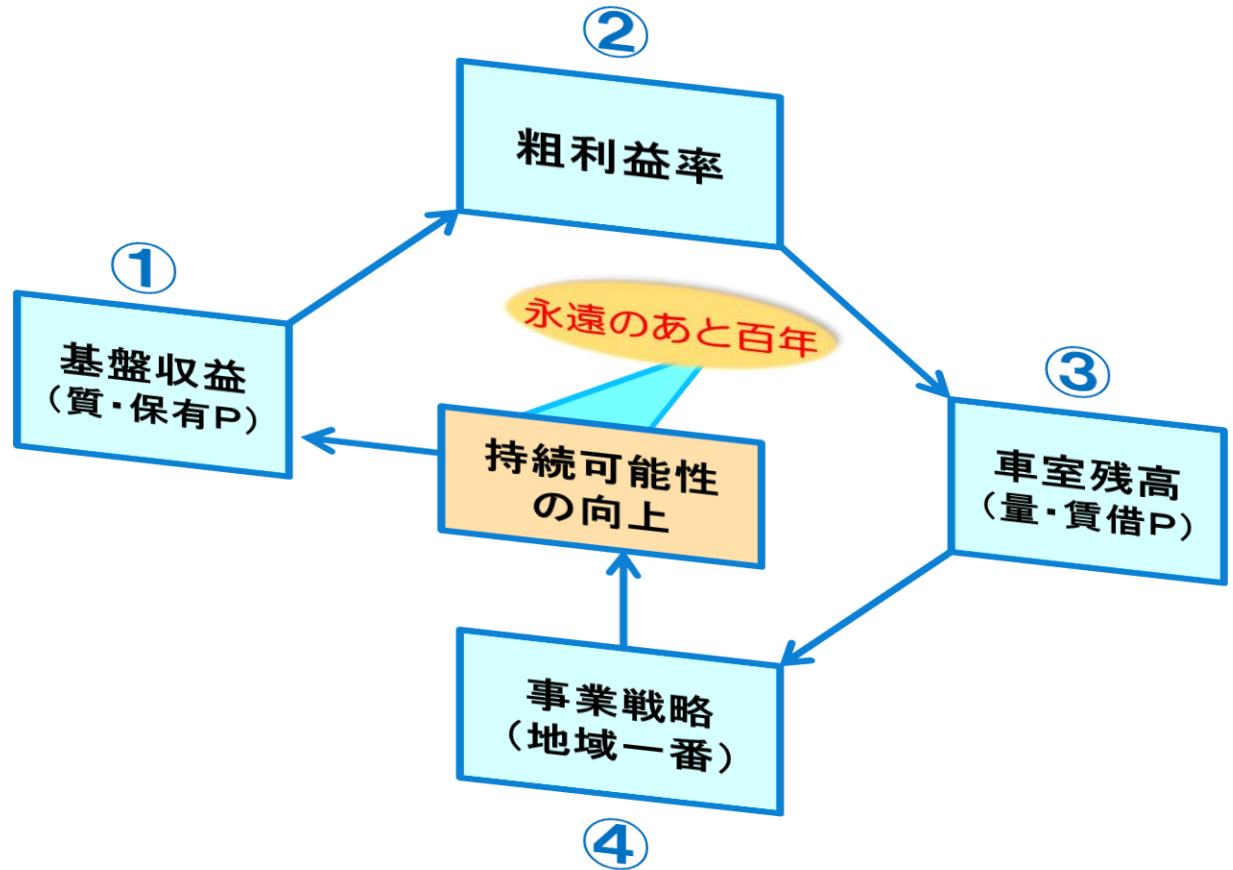 ②
粗利益率
①
基盤収益
（質・保有P）
永遠のあと百年
③
車室残高
（量・賃借P）
持続可能性
の向上
事業戦略
（地域一番）
④